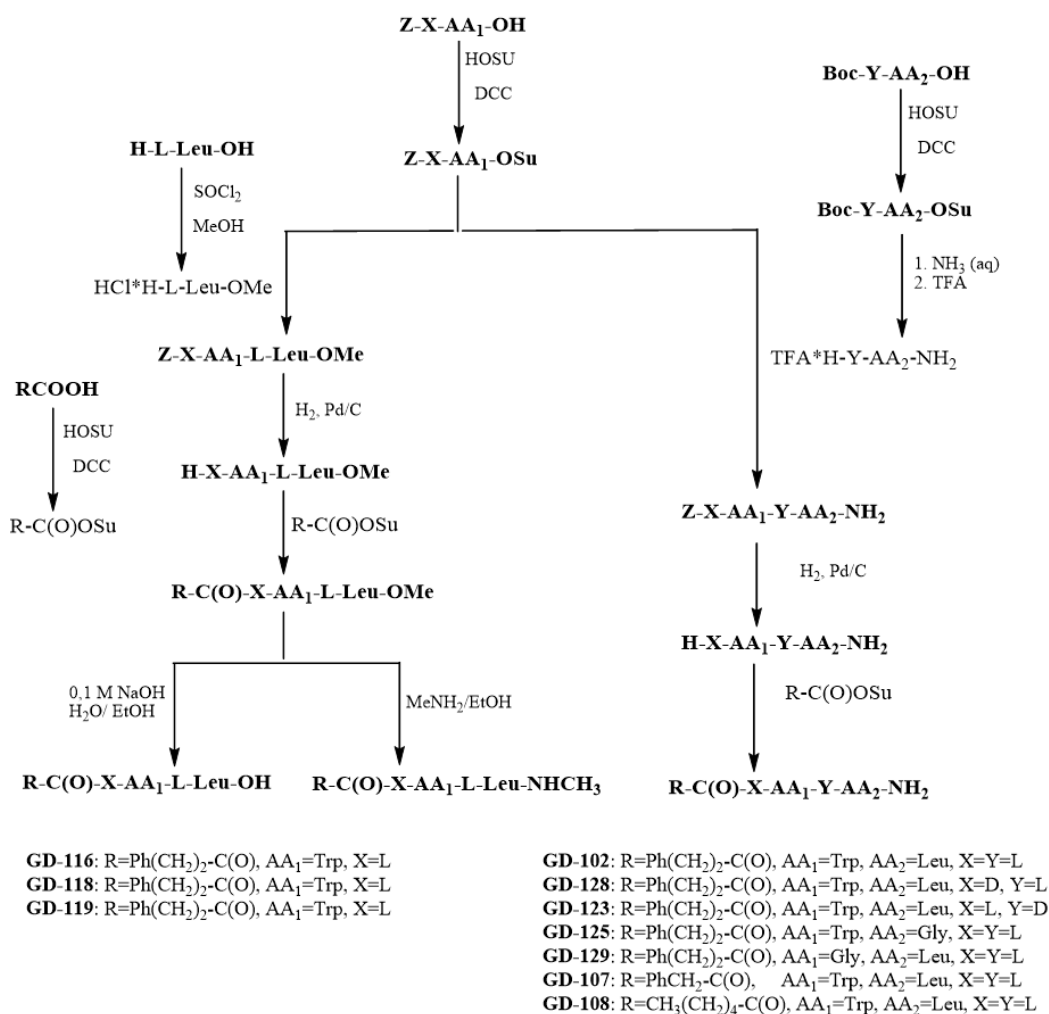 Z-X-AA₁-OH
HOSU
DCC
Z-X-AA₁-OSu
Boc-Y-AA₂-OH
HOSU
DCC
Boc-Y-AA₂-OSu
1. NH₃ (aq)
2. TFA
TFA*H-Y-AA₂-NH₂
H-L-Leu-OH
SOCl₂
MeOH
HCl*H-L-Leu-OMe
Z-X-AA₁-L-Leu-OMe
H₂, Pd/C
RCOOH
HOSU
DCC
R-C(O)OSu
H-X-AA₁-L-Leu-OMe
R-C(O)OSu
R-C(O)-X-AA₁-L-Leu-OMe
0,1 M NaOH
H₂O/ EtOH
MeNH₂/EtOH
R-C(O)-X-AA₁-L-Leu-OH
R-C(O)-X-AA₁-L-Leu-NHCH₃
Z-X-AA₁-Y-AA₂-NH₂
H₂, Pd/C
H-X-AA₁-Y-AA₂-NH₂
R-C(O)OSu
R-C(O)-X-AA₁-Y-AA₂-NH₂
GD-116: R=Ph(CH₂)₂-C(O), AA₁=Trp, X=L
GD-118: R=Ph(CH₂)₂-C(O), AA₁=Trp, X=L
GD-119: R=Ph(CH₂)₂-C(O), AA₁=Trp, X=L
GD-102: R=Ph(CH₂)₂-C(O), AA₁=Trp, AA₂=Leu, X=Y=L
GD-128: R=Ph(CH₂)₂-C(O), AA₁=Trp, AA₂=Leu, X=D, Y=L
GD-123: R=Ph(CH₂)₂-C(O), AA₁=Trp, AA₂=Leu, X=L, Y=D
GD-125: R=Ph(CH₂)₂-C(O), AA₁=Trp, AA₂=Gly, X=Y=L
GD-129: R=Ph(CH₂)₂-C(O), AA₁=Gly, AA₂=Leu, X=Y=L
GD-107: R=PhCH₂-C(O), AA₁=Trp, AA₂=Leu, X=Y=L
GD-108: R=CH₃(CH₂)₄-C(O), AA₁=Trp, AA₂=Leu, X=Y=L